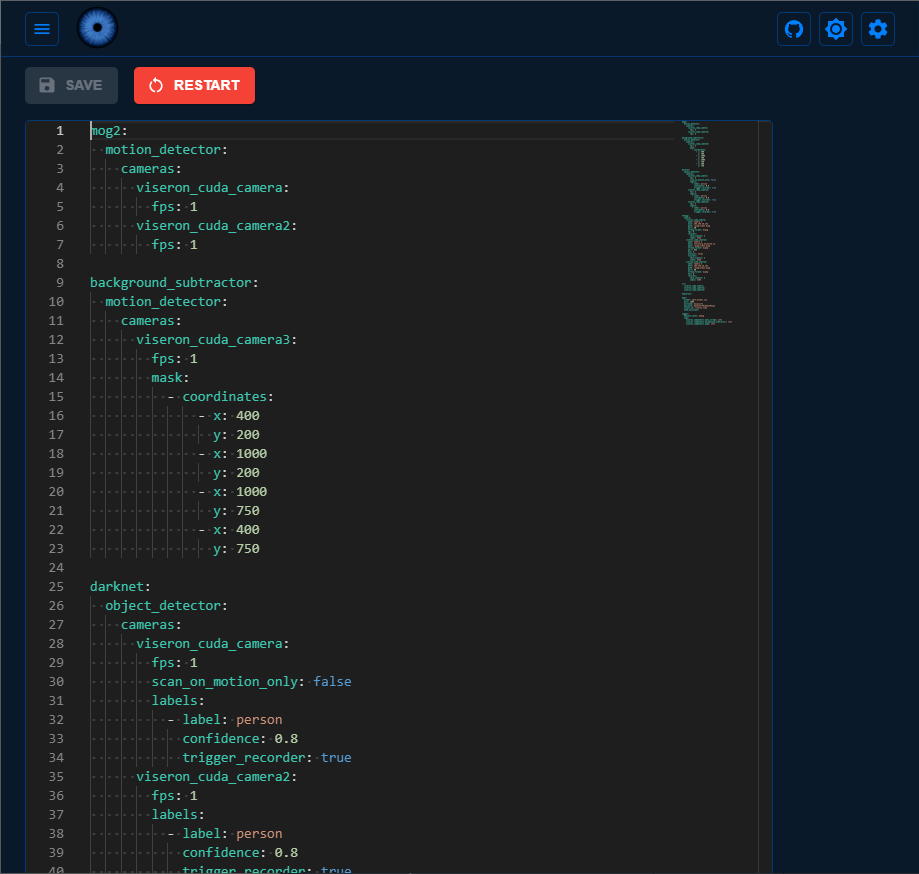 SAVE
RESTART
1 mog2:
2   motion_detector:
3     cameras:
4       viseron_cuda_camera:
5         fps: 1
6       viseron_cuda_camera2:
7         fps: 1
8
9 background_subtractor:
10   motion_detector:
11     cameras:
12       viseron_cuda_camera3:
13         fps: 1
14         mask:
15           - coordinates:
16               - x: 400
17                 y: 200
18               - x: 1000
19                 y: 200
20               - x: 1000
21                 y: 750
22               - x: 400
23                 y: 750
24
25 darknet:
26   object_detector:
27     cameras:
28       viseron_cuda_camera:
29         fps: 1
30         scan_on_motion_only: false
31         labels:
32           - label: person
33             confidence: 0.8
34             trigger_recorder: true
35       viseron_cuda_camera2:
36         fps: 1
37         labels:
38           - label: person
39             confidence: 0.8
40             trigger_recorder: true